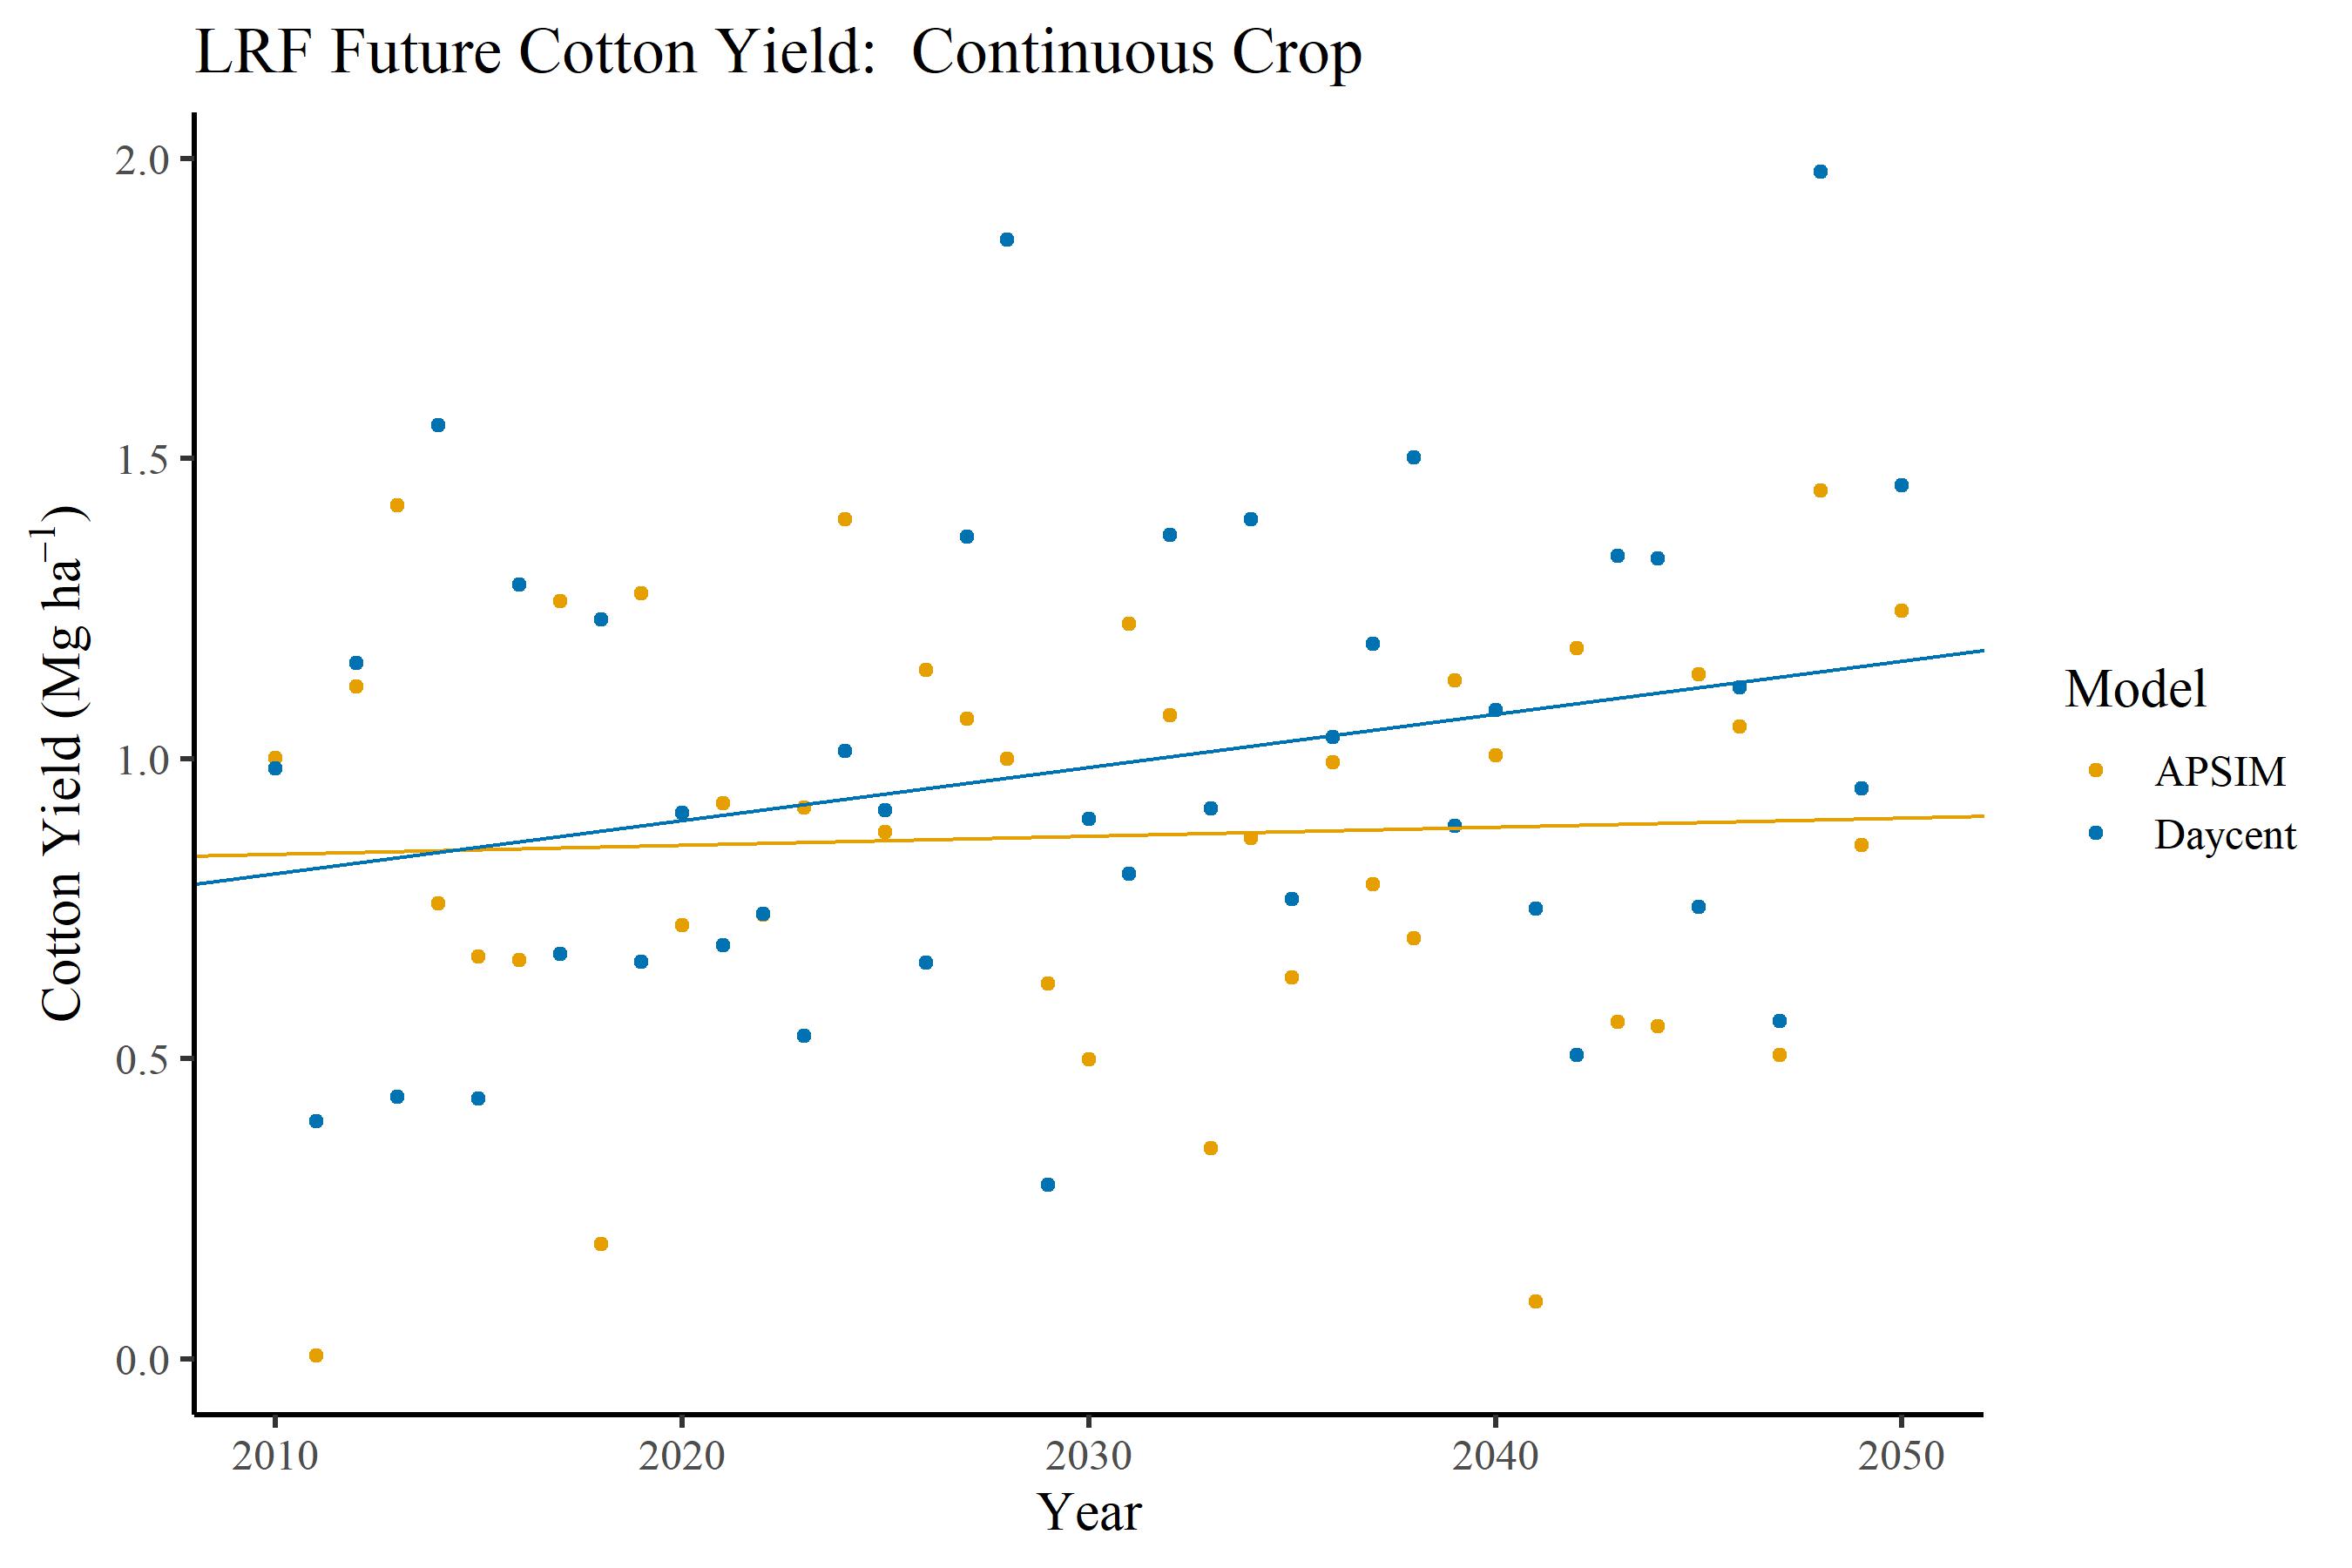 LRF Future Cotton Yield:  Continuous Crop
Cotton Yield (Mg ha⁻¹)
2.0
1.5
1.0
0.5
0.0
2010 2020 2030 2040 2050
Year
Model
APSIM
Daycent